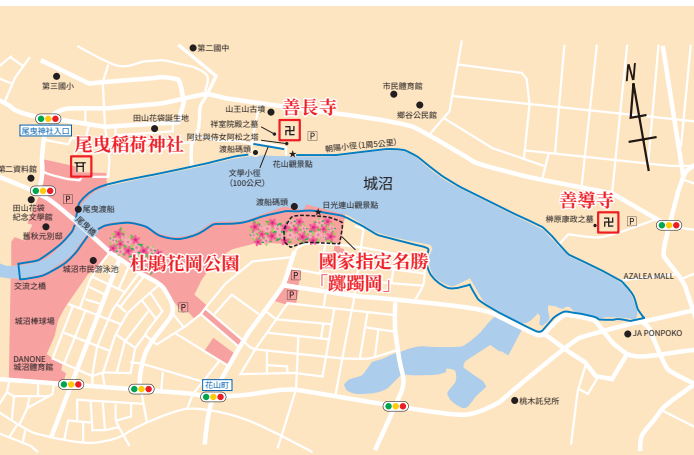 第二國中
第三國小
尾曳神社入口
田山花袋誕生地
山王山古墳
善長寺
祥室院殿之墓
阿辻與侍女阿松之塔
渡船碼頭
P
市民體育館
鄉谷公民館
N
尾曳稻荷神社
文學小徑
(100公尺)
花山觀景點
朝陽小徑(1周5公里)
第二資料館
城沼
善導寺
榊原康政之墓
P
田山花袋
紀念文學館
P
尾曳渡船
尾曳橋
渡船碼頭
日光連山觀景點
舊秋元別邸
城沼市民游泳池
杜鵑花岡公園
國家指定名勝
「躑躅岡」
交流之橋
P
P
P
AZALEA MALL
城沼棒球場
JA PONPOKO
DANONE
城沼體育館
花山町
桃木託兒所